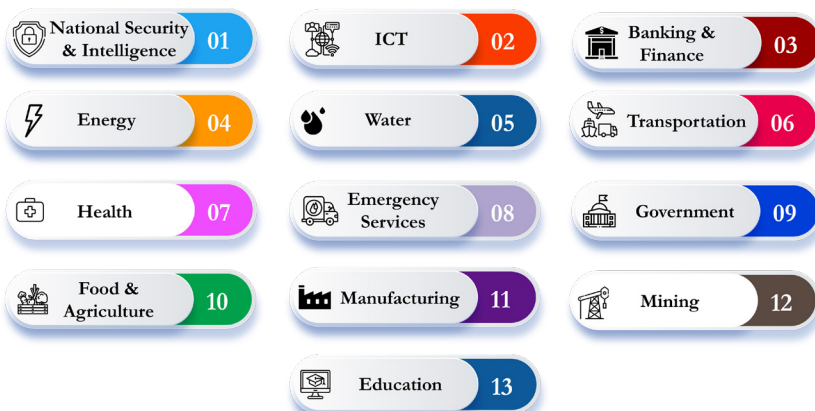 National Security
& Intelligence
01
ICT
02
Banking &
Finance
03
Energy
04
Water
05
Transportation
06
Health
07
Emergency
Services
08
Government
09
Food &
Agriculture
10
Manufacturing
11
Mining
12
Education
13